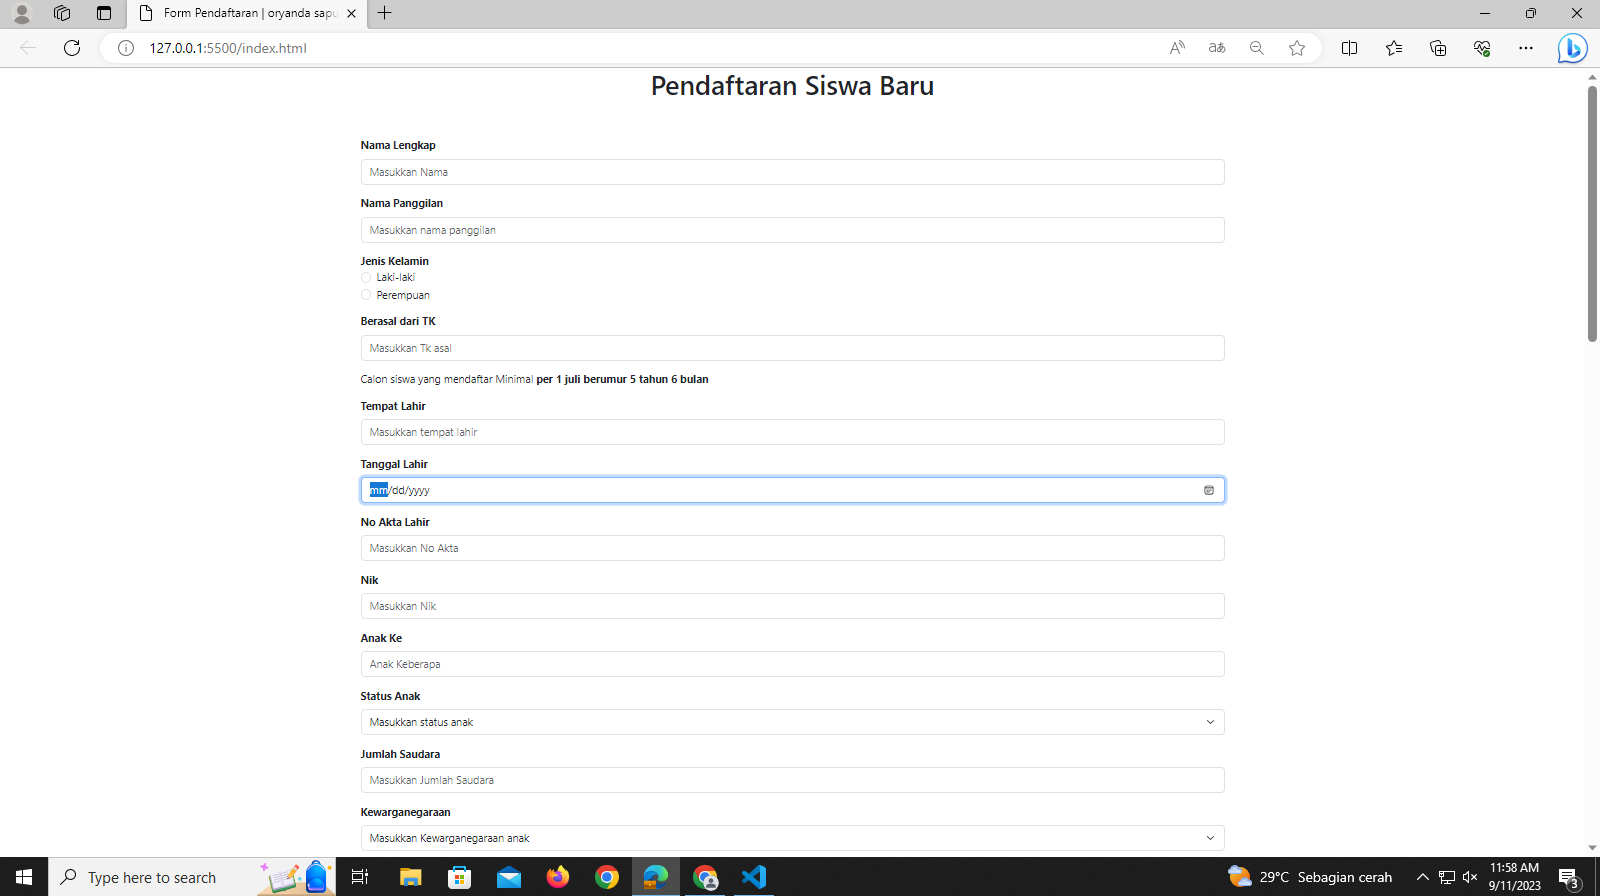 Form Pendaftaran | oryanda sapu
127.0.0.1:5500/index.html
Pendaftaran Siswa Baru
Nama Lengkap
Masukkan Nama
Nama Panggilan
Masukkan nama panggilan
Jenis Kelamin
Laki-laki
Perempuan
Berasal dari TK
Masukkan Tk asal
Calon siswa yang mendaftar Minimal per 1 juli berumur 5 tahun 6 bulan
Tempat Lahir
Masukkan tempat lahir
Tanggal Lahir
mm/dd/yyyy
No Akta Lahir
Masukkan No Akta
Nik
Masukkan Nik
Anak Ke
Anak Keberapa
Status Anak
Masukkan status anak
Jumlah Saudara
Masukkan Jumlah Saudara
Kewarganegaraan
Masukkan Kewarganegaraan anak
Type here to search
29°C Sebagian cerah
11:58 AM
9/11/2023
3